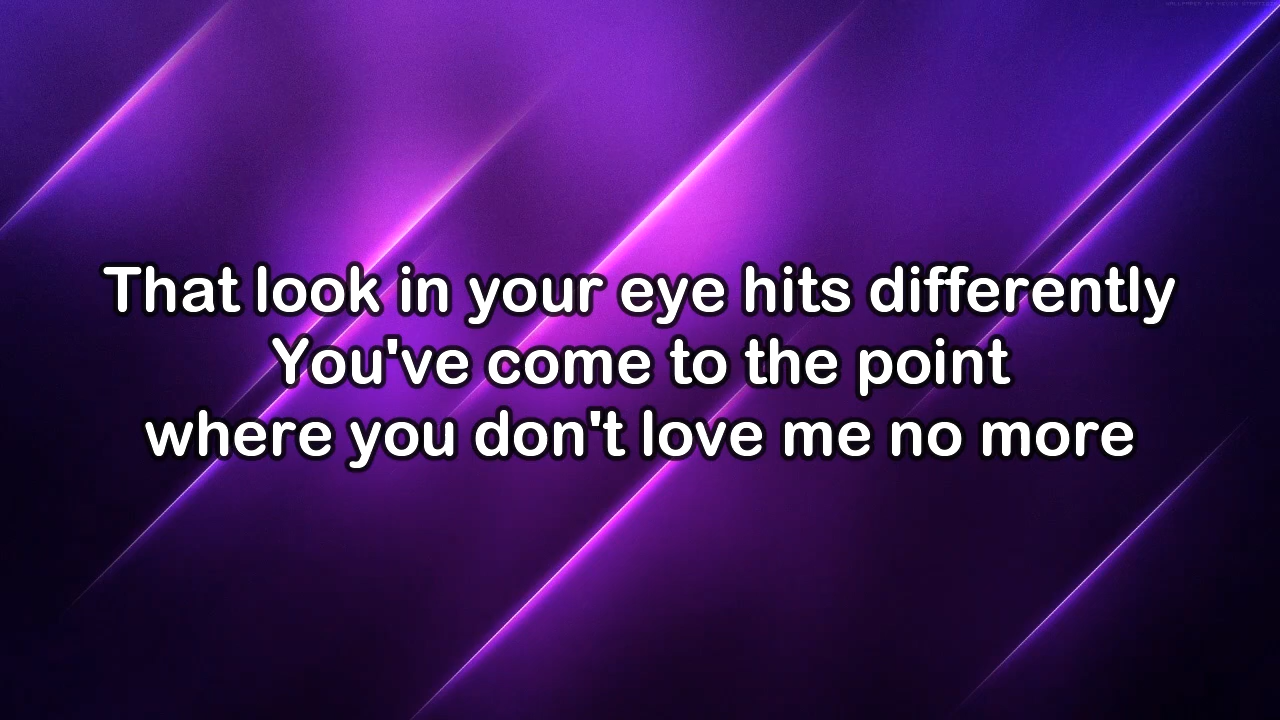 That look in your eye hits differently
You've come to the point
where you don't love me no more